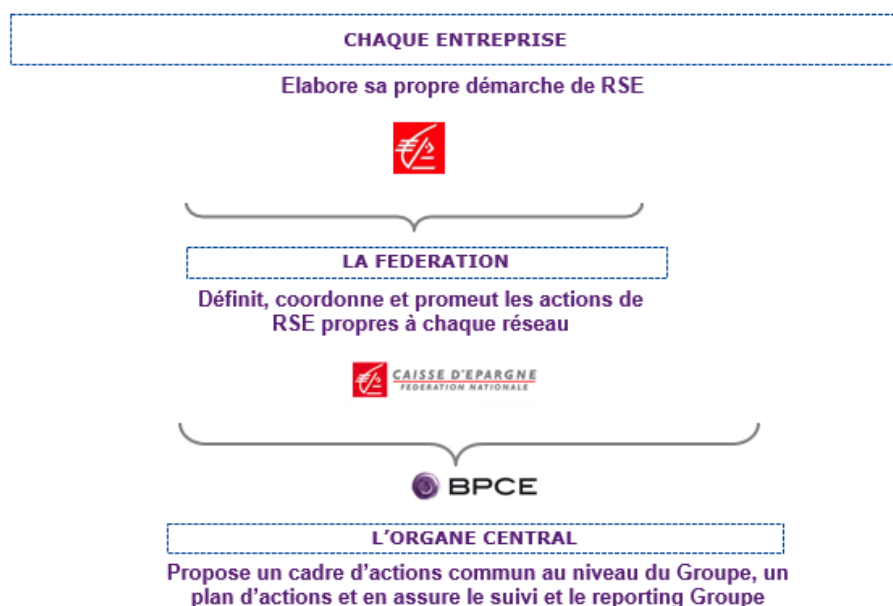 CHAQUE ENTREPRISE
Elabore sa propre démarche de RSE
LA FEDERATION
Définit, coordonne et promeut les actions de
RSE propres à chaque réseau
CAISSE D'EPARGNE
FEDERATION NATIONALE
BPCE
L'ORGANE CENTRAL
Propose un cadre d'actions commun au niveau du Groupe, un
plan d'actions et en assure le suivi et le reporting Groupe